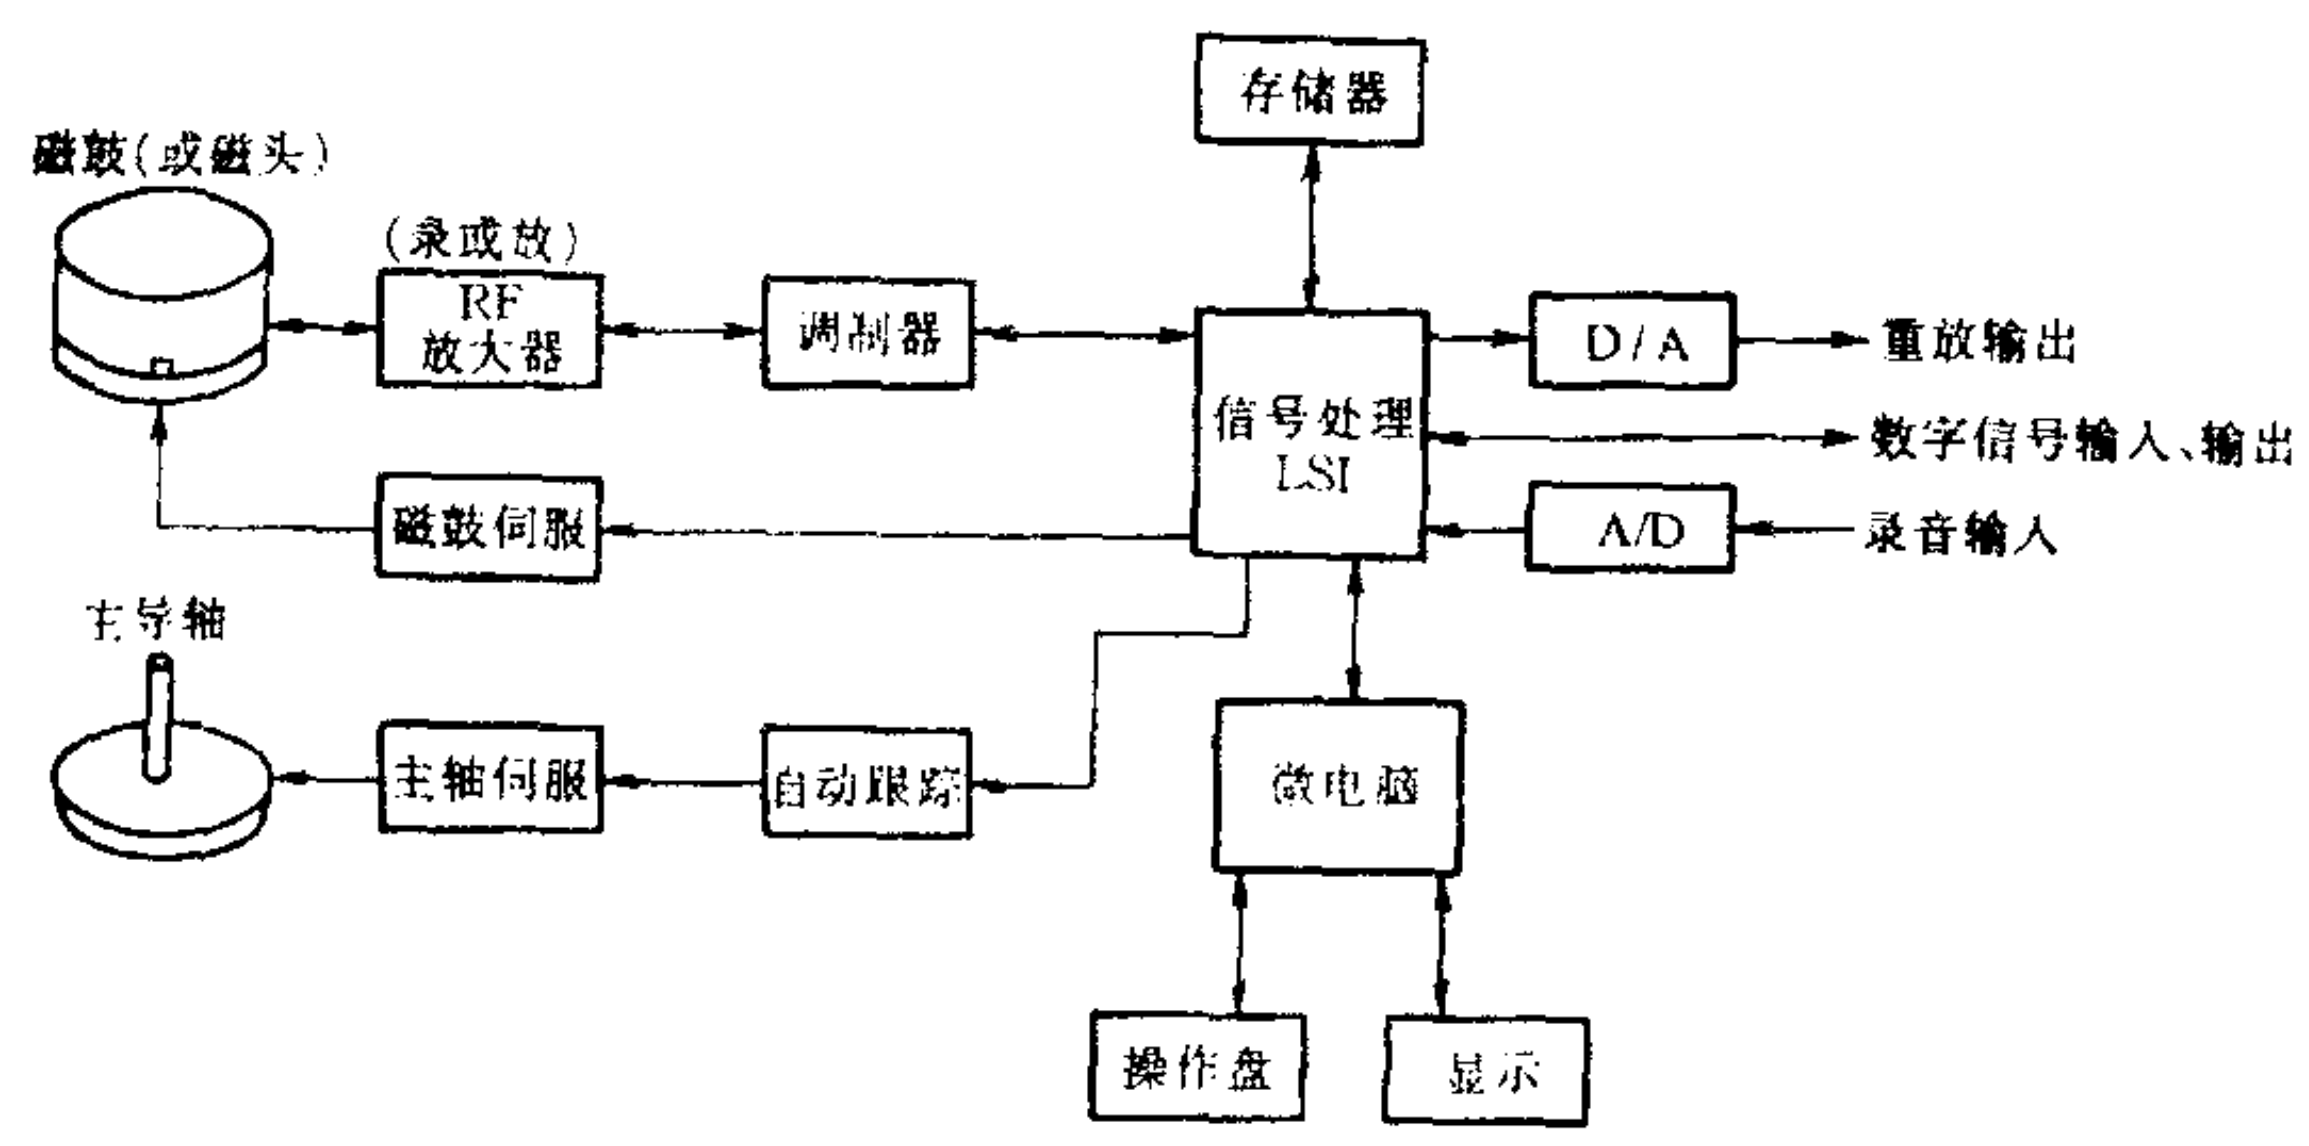 存储器
磁鼓(或磁头)
(录或放)
RF
放大器
调制器
D/A
重放输出
信号处理
LSI
数字信号输入、输出
磁鼓伺服
A/D
录音输入
主导轴
主轴伺服
自动跟踪
微电脑
操作盘
显示